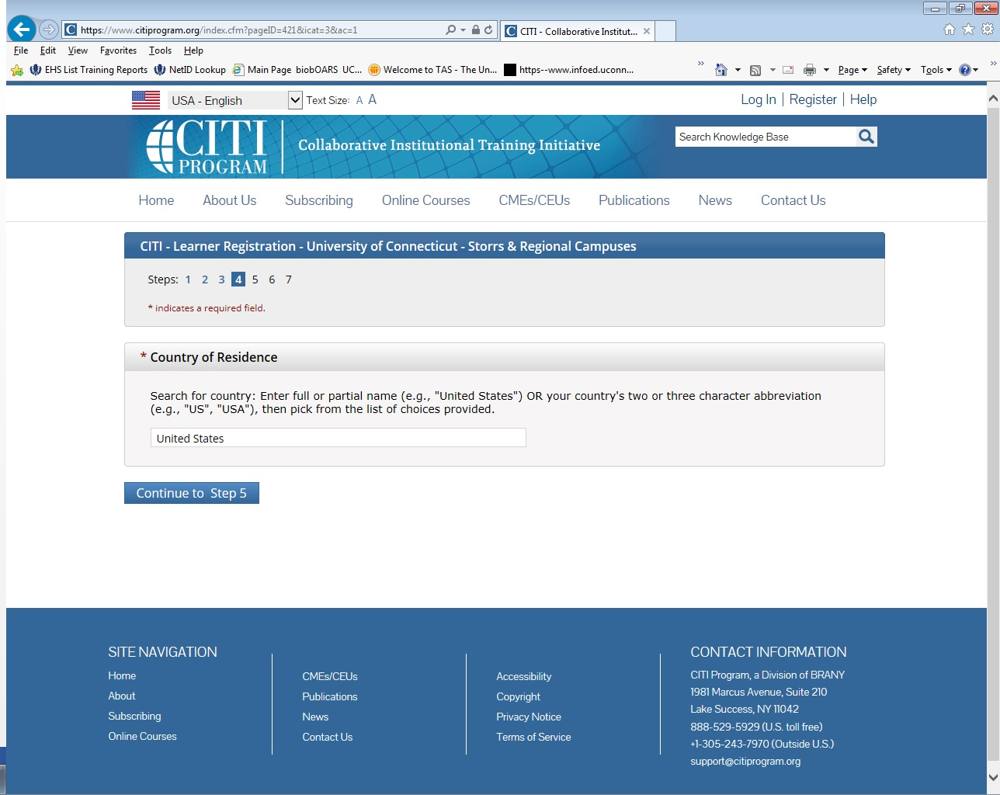 https://www.citiprogram.org/index.cfm?pageID=421&icat=3&ac=1
CITI - Collaborative Institut...
File Edit View Favorites Tools Help
EHS List Training Reports NetID Lookup Main Page biobOARS UC... Welcome to TAS - The Un... https--www.infoed.uconn... Page Safety Tools
USA - English Text Size: A A Log In | Register | Help
CITI PROGRAM
Collaborative Institutional Training Initiative
Search Knowledge Base
Home About Us Subscribing Online Courses CMEs/CEUs Publications News Contact Us
CITI - Learner Registration - University of Connecticut - Storrs & Regional Campuses
Steps: 1 2 3 4 5 6 7
* indicates a required field.
* Country of Residence
Search for country: Enter full or partial name (e.g., "United States") OR your country's two or three character abbreviation
(e.g., "US", "USA"), then pick from the list of choices provided.
United States
Continue to Step 5
SITE NAVIGATION
Home
About
Subscribing
Online Courses
CMEs/CEUs
Publications
News
Contact Us
Accessibility
Copyright
Privacy Notice
Terms of Service
CONTACT INFORMATION
CITI Program, a Division of BRANY
1981 Marcus Avenue, Suite 210
Lake Success, NY 11042
888-529-5929 (U.S. toll free)
+1-305-243-7970 (Outside U.S.)
support@citiprogram.org